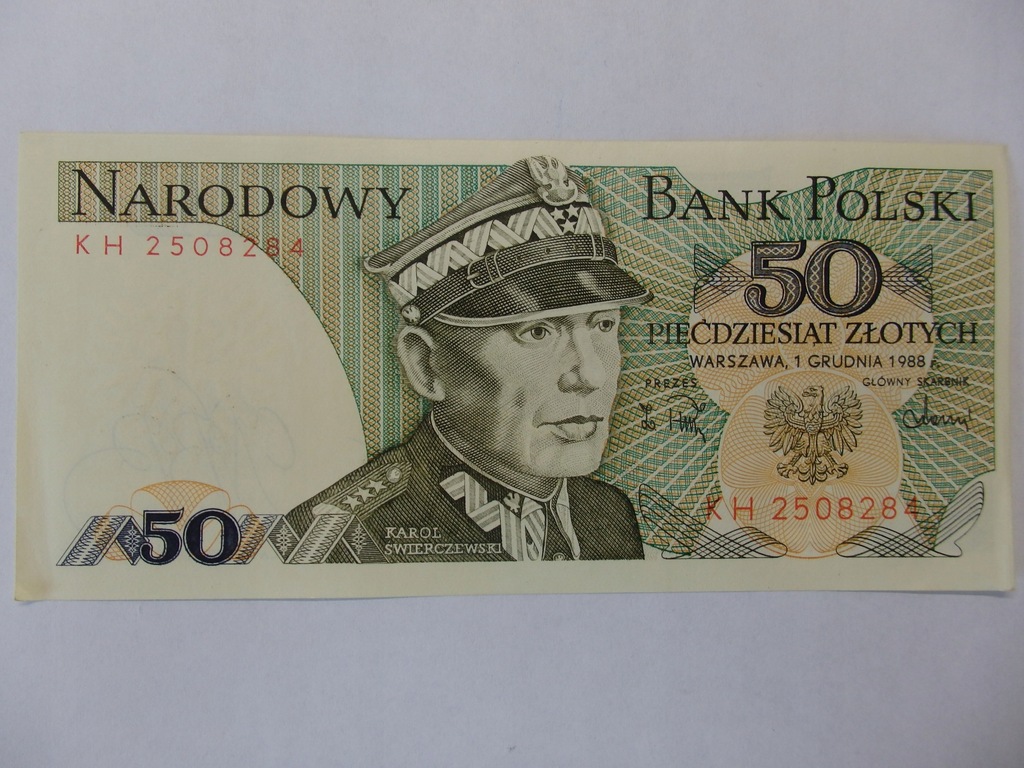 NARODOWY BANK POLSKI
KH 2508284
50
PIĘĆDZIESIĄT ZŁOTYCH
WARSZAWA, 1 GRUDNIA 1988 r.
PREZES GŁÓWNY SKARBNIK
KH 2508284
50
KAROL
ŚWIERCZEWSKI